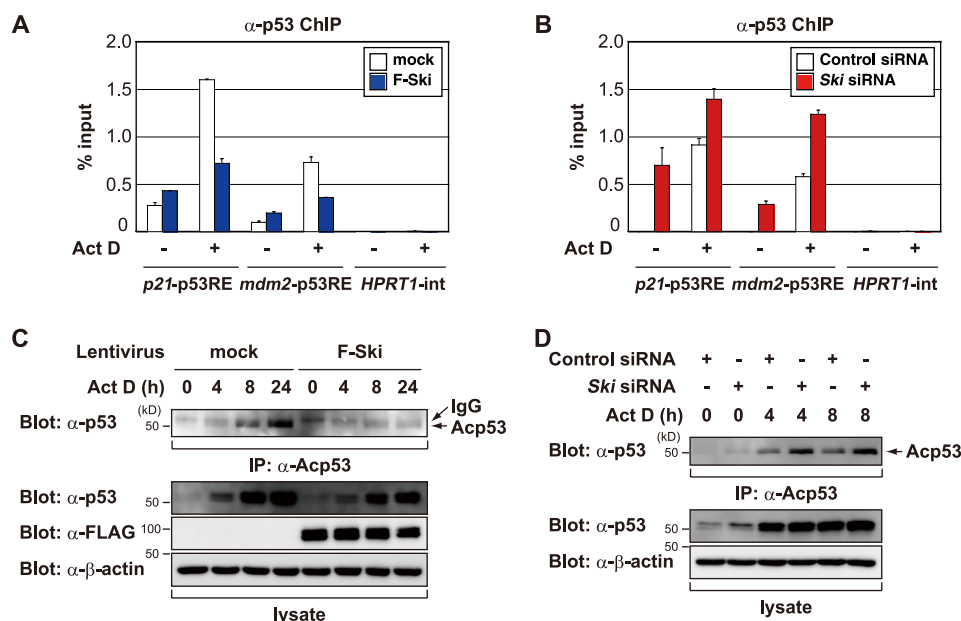 A
α-p53 ChIP
2.0
1.5
1.0
0.5
0
% input
mock
F-Ski
Act D - + - + - +
p21-p53RE mdm2-p53RE HPRT1-int
B
α-p53 ChIP
2.0
1.5
1.0
0.5
0
% input
Control siRNA
Ski siRNA
Act D - + - + - +
p21-p53RE mdm2-p53RE HPRT1-int
C
Lentivirus mock F-Ski
Act D (h) 0 4 8 24 0 4 8 24
(kD)
Blot: α-p53 50 IgG
Acp53
IP: α-Acp53
Blot: α-p53 50
Blot: α-FLAG 100
50
Blot: α-β-actin
lysate
D
Control siRNA + - + - + -
Ski siRNA - + - + - +
Act D (h) 0 0 4 4 8 8
(kD)
Blot: α-p53 50 Acp53
IP: α-Acp53
Blot: α-p53 50
50
Blot: α-β-actin
lysate